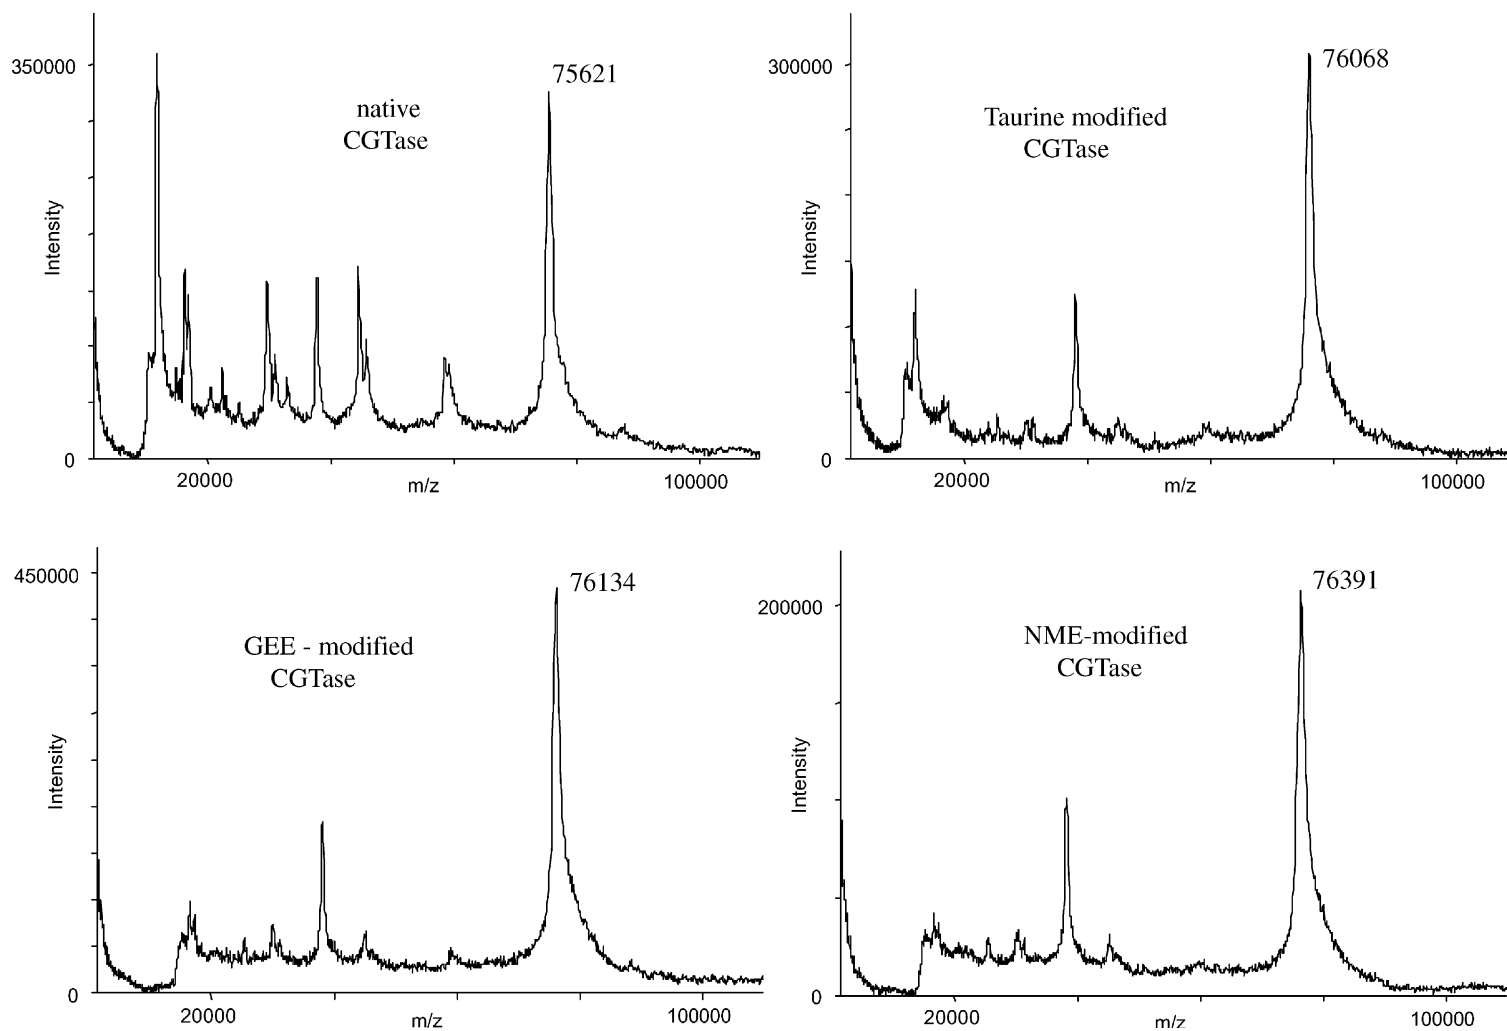 350000
75621
native
CGTase
Intensity
0
20000
m/z
100000
300000
76068
Taurine modified
CGTase
Intensity
0
20000
m/z
100000
450000
76134
GEE - modified
CGTase
Intensity
0
20000
m/z
100000
200000
76391
NME-modified
CGTase
Intensity
0
20000
m/z
100000